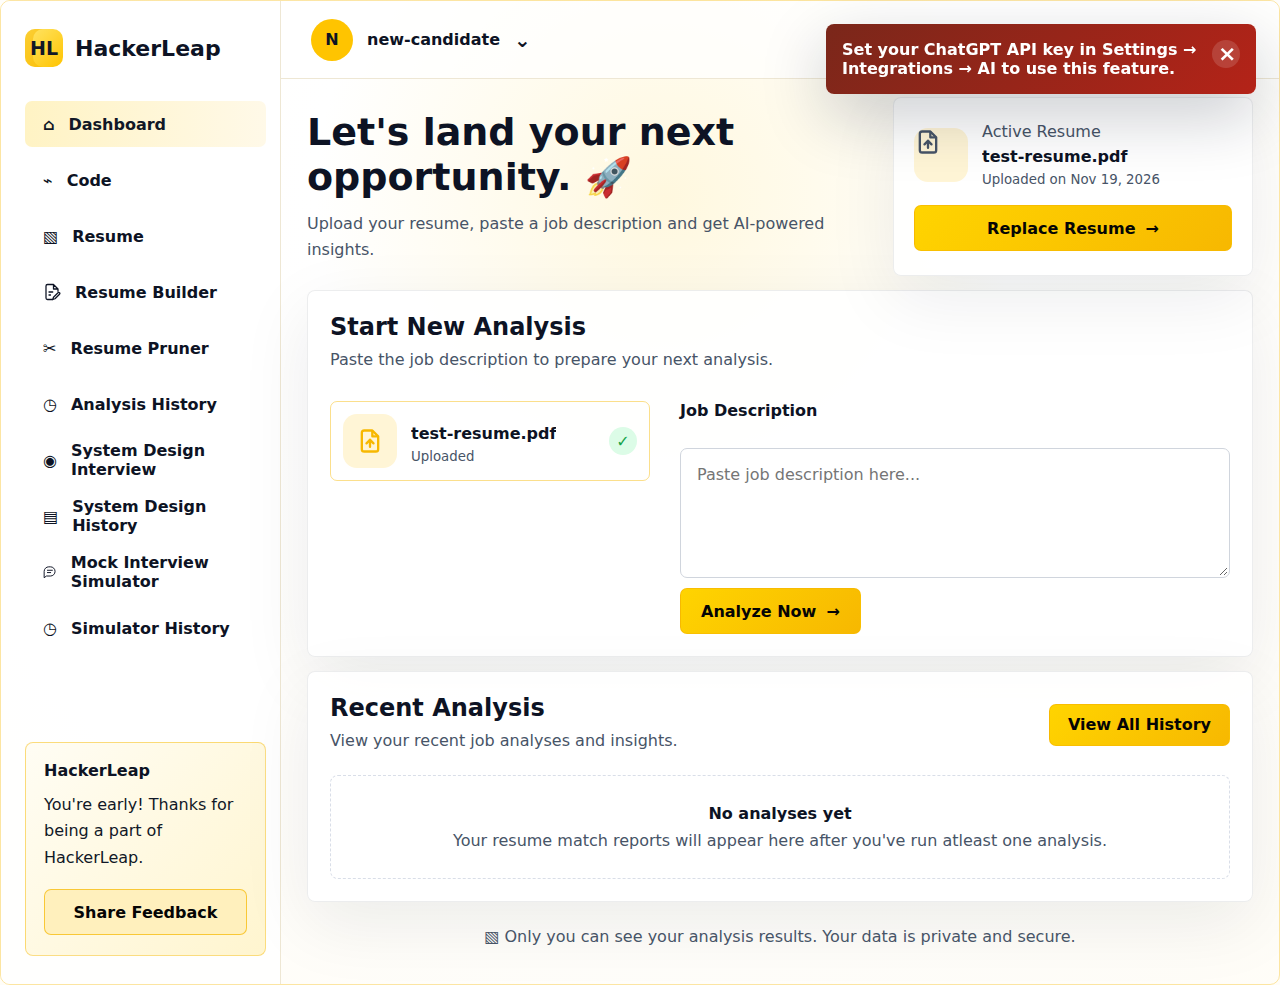 HL HackerLeap
Dashboard
Code
Resume
Resume Builder
Resume Pruner
Analysis History
System Design
Interview
System Design
History
Mock Interview
Simulator
Simulator History
HackerLeap
You're early! Thanks for
being a part of
HackerLeap.
Share Feedback
N new-candidate
Set your ChatGPT API key in Settings →
Integrations → AI to use this feature.
Let's land your next
opportunity. 🚀
Upload your resume, paste a job description and get AI-powered
insights.
Active Resume
test-resume.pdf
Uploaded on Nov 19, 2026
Replace Resume →
Start New Analysis
Paste the job description to prepare your next analysis.
test-resume.pdf
Uploaded
Job Description
Paste job description here...
Analyze Now →
Recent Analysis
View your recent job analyses and insights.
View All History
No analyses yet
Your resume match reports will appear here after you've run atleast one analysis.
Only you can see your analysis results. Your data is private and secure.